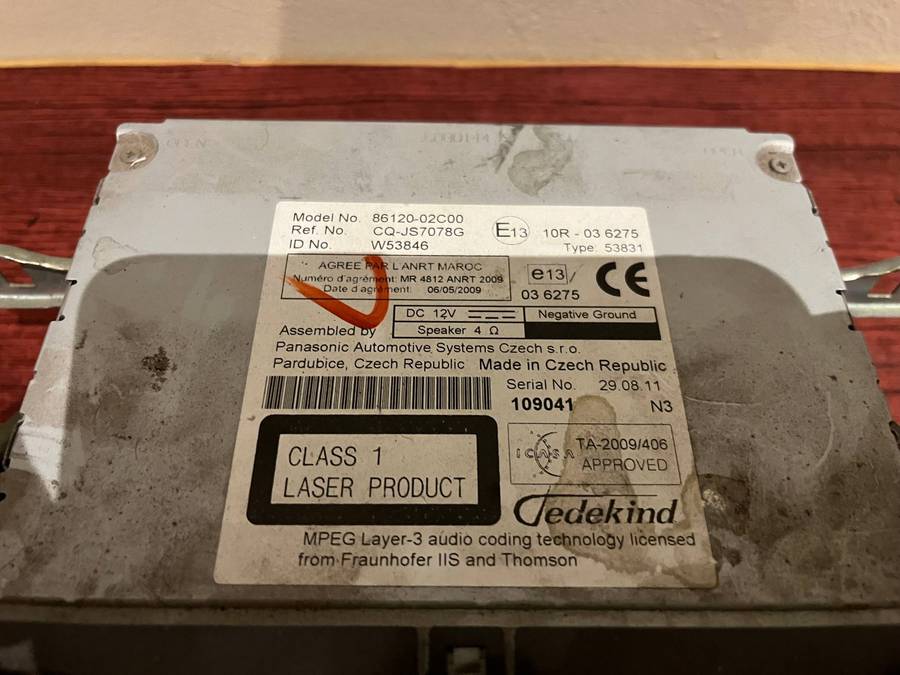 Model No. 86120-02C00
Ref. No. CQ-JS7078G
ID No. W53846
E13 10R - 03 6275
Type: 53831
AGREE PAR L'ANRT MAROC
Numéro d'agrément: MR 4812 ANRT 2009
Date d'agrément: 06/05/2009
e13
03 6275
CE
DC 12V
Negative Ground
Speaker 4 Ω
Assembled by
Panasonic Automotive Systems Czech s.r.o.
Pardubice, Czech Republic Made in Czech Republic
Serial No. 29.08.11
109041 N3
CLASS 1
LASER PRODUCT
ICASA TA-2009/406
APPROVED
Tedekind
MPEG Layer-3 audio coding technology licensed
from Fraunhofer IIS and Thomson